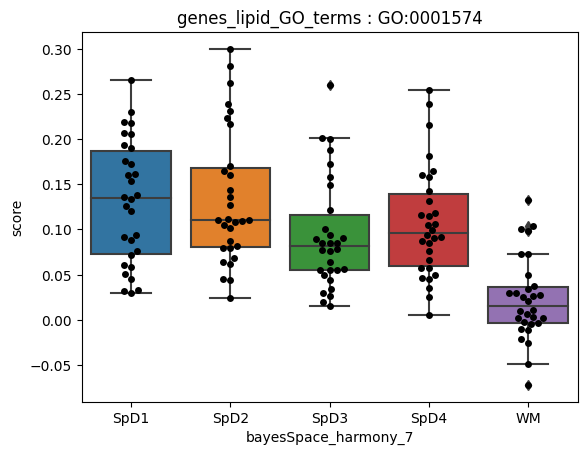 genes_lipid_GO_terms : GO:0001574
0.30
0.25
0.20
0.15
0.10
0.05
0.00
−0.05
score
SpD1 SpD2 SpD3 SpD4 WM
bayesSpace_harmony_7